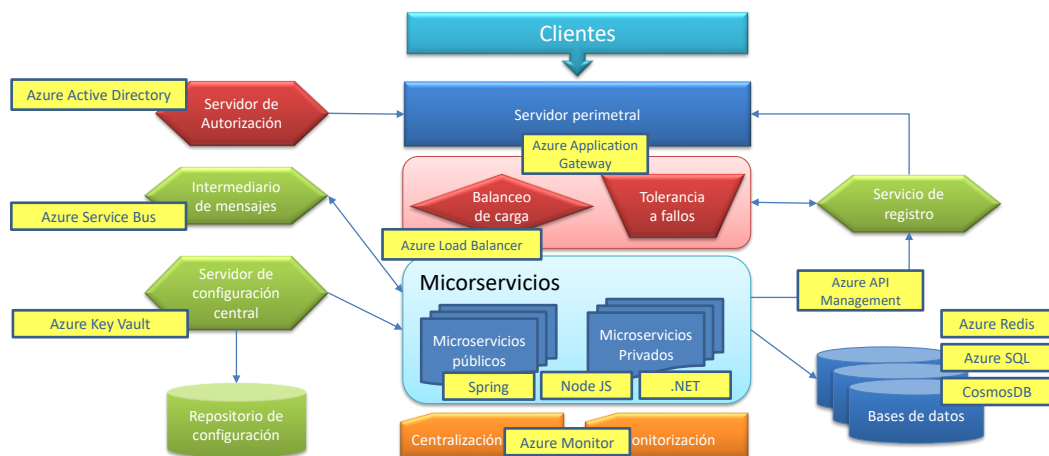 Clientes
Azure Active Directory
Servidor de
Autorización
Servidor perimetral
Azure Application
Gateway
Intermediario
de mensajes
Azure Service Bus
Balanceo
de carga
Tolerancia
a fallos
Servicio de
registro
Azure Load Balancer
Servidor de
configuración
central
Azure Key Vault
Micorservicios
Azure API
Management
Microservicios
públicos
Microservicios
Privados
Spring
Node JS
.NET
Azure Redis
Azure SQL
CosmosDB
Bases de datos
Repositorio de
configuración
Centralización
Azure Monitor
onitorización